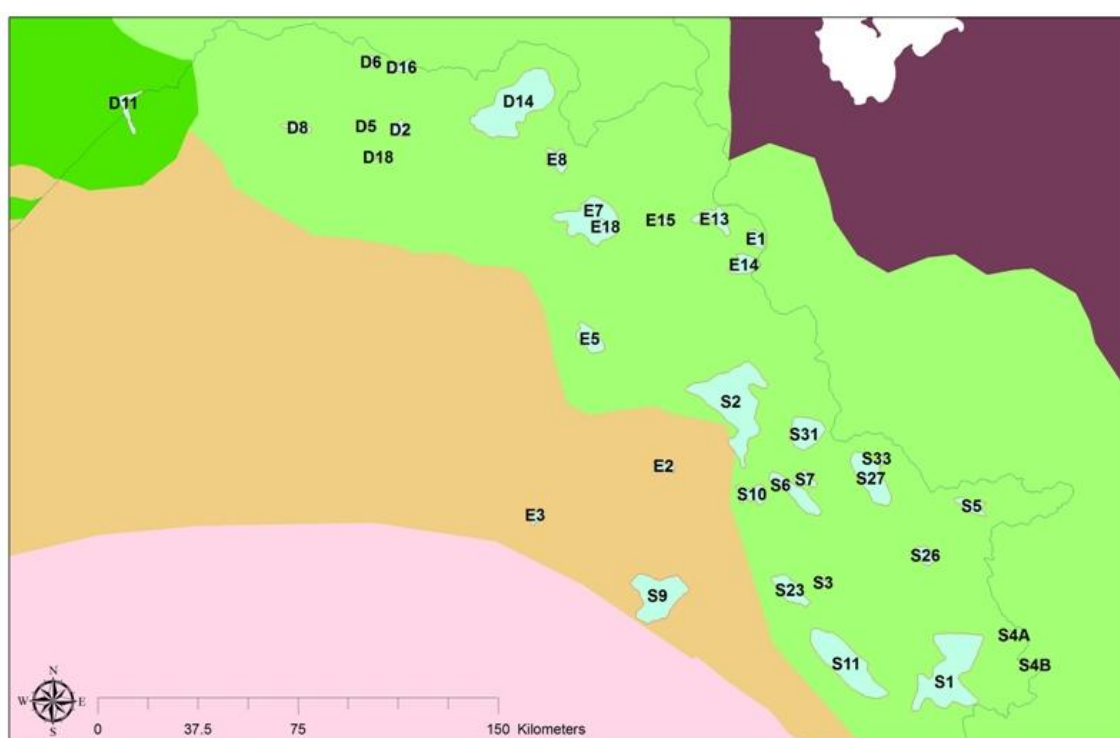 D6
D16
D11
D14
D8
D5
D2
D18
E8
E7
E18
E15
E13
E1
E14
E5
S2
S31
E2
S33
S27
S6
S7
S10
S5
E3
S26
S23
S3
S9
S4A
S4B
S11
S1
N
W
E
S
0
37.5
75
150 Kilometers